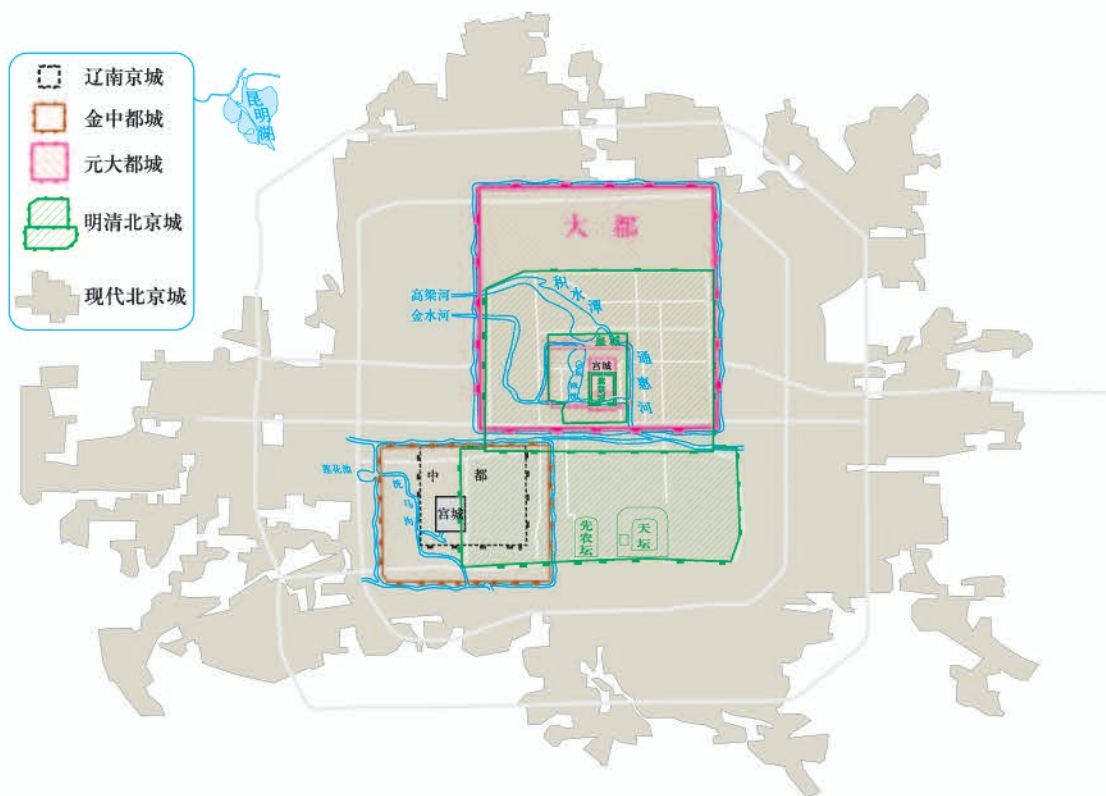 辽南京城
金中都城
元大都城
明清北京城
现代北京城
昆明湖
大都
高梁河
金水河
积水潭
通惠河
宫城
莲花池
中都
宫城
先农坛
天坛